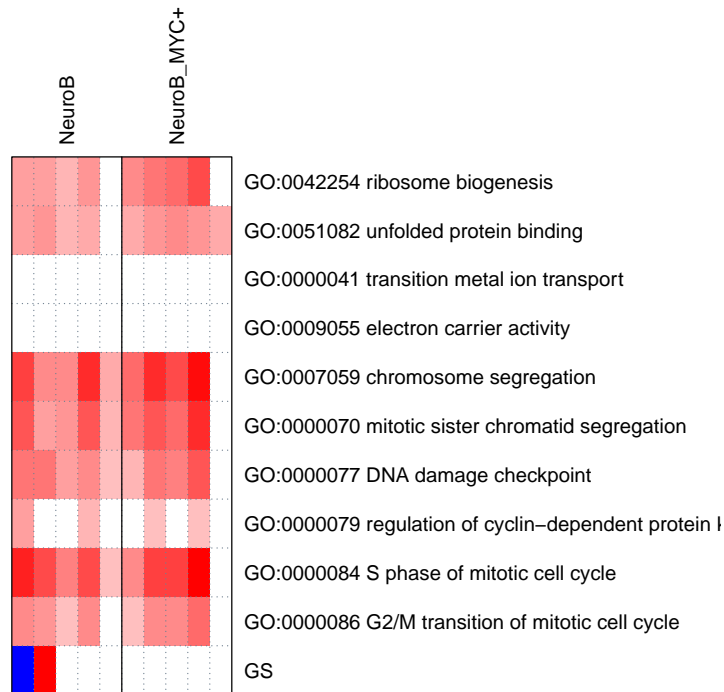 NeuroB
NeuroB_MYC+
GO:0042254 ribosome biogenesis
GO:0051082 unfolded protein binding
GO:0000041 transition metal ion transport
GO:0009055 electron carrier activity
GO:0007059 chromosome segregation
GO:0000070 mitotic sister chromatid segregation
GO:0000077 DNA damage checkpoint
GO:0000079 regulation of cyclin−dependent protein k
GO:0000084 S phase of mitotic cell cycle
GO:0000086 G2/M transition of mitotic cell cycle
GS